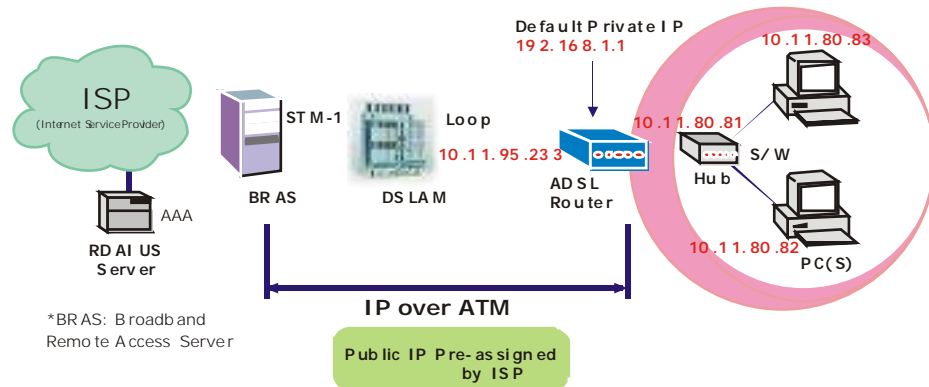 Default Private IP
192.168.1.1
10.11.80.83
ISP
(Internet Service Provider)
STM-1
Loop
10.11.80.81
10.11.95.233
S/W
Hub
BRAS
DSLAM
ADSL
Router
AAA
RDAIUS
Server
10.11.80.82
PC(S)
IP over ATM
*BRAS: Broadband
Remote Access Server
Public IP Pre-assigned
by ISP